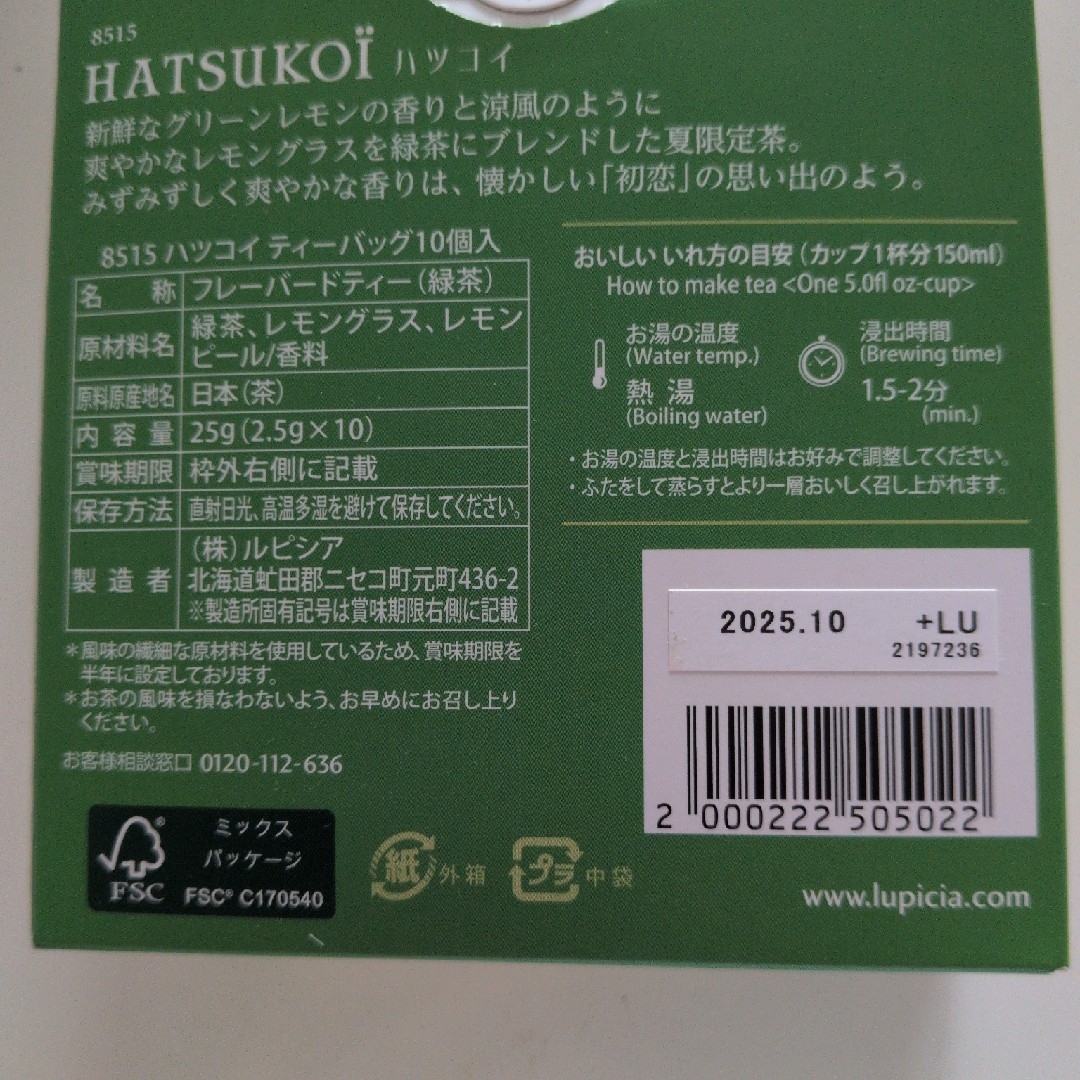 8515
HATSUKOÏ ハツコイ
新鮮なグリーンレモンの香りと涼風のように
爽やかなレモングラスを緑茶にブレンドした夏限定茶。
みずみずしく爽やかな香りは、懐かしい「初恋」の思い出のよう。
8515 ハツコイ ティーバッグ10個入
名 称 フレーバードティー(緑茶)
原材料名 緑茶、レモングラス、レモン
ピール/香料
原料原産地名 日本(茶)
内 容 量 25g(2.5g×10)
賞味期限 枠外右側に記載
保存方法 直射日光、高温多湿を避けて保存してください。
製 造 者 (株)ルピシア
北海道虻田郡ニセコ町元町436-2
※製造所固有記号は賞味期限右側に記載
*風味の繊細な原材料を使用しているため、賞味期限を
半年に設定しております。
*お茶の風味を損なわないよう、お早めにお召し上り
ください。
お客様相談窓口 0120-112-636
おいしい いれ方の目安(カップ1杯分150ml)
How to make tea <One 5.0fl oz-cup>
お湯の温度
(Water temp.)
熱 湯
(Boiling water)
浸出時間
(Brewing time)
1.5-2分
(min.)
・お湯の温度と浸出時間はお好みで調整してください。
・ふたをして蒸らすとより一層おいしく召し上がれます。
2025.10 +LU
2197236
2 000222 505022
FSC
ミックス
パッケージ
FSC® C170540
紙 外箱
プラ 中袋
www.lupicia.com